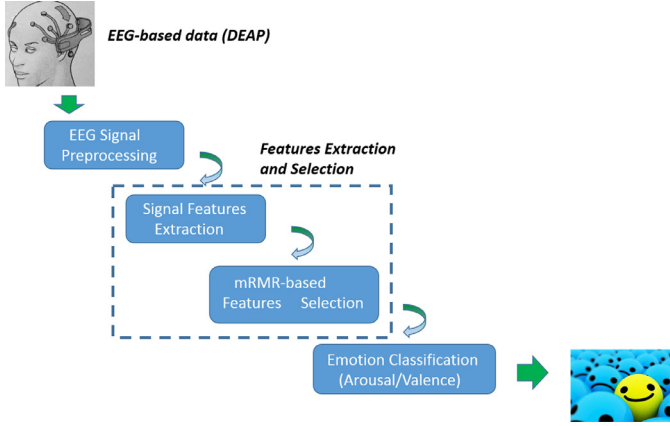 EEG-based data (DEAP)
EEG Signal
Preprocessing
Features Extraction
and Selection
Signal Features
Extraction
mRMR-based
Features Selection
Emotion Classification
(Arousal/Valence)